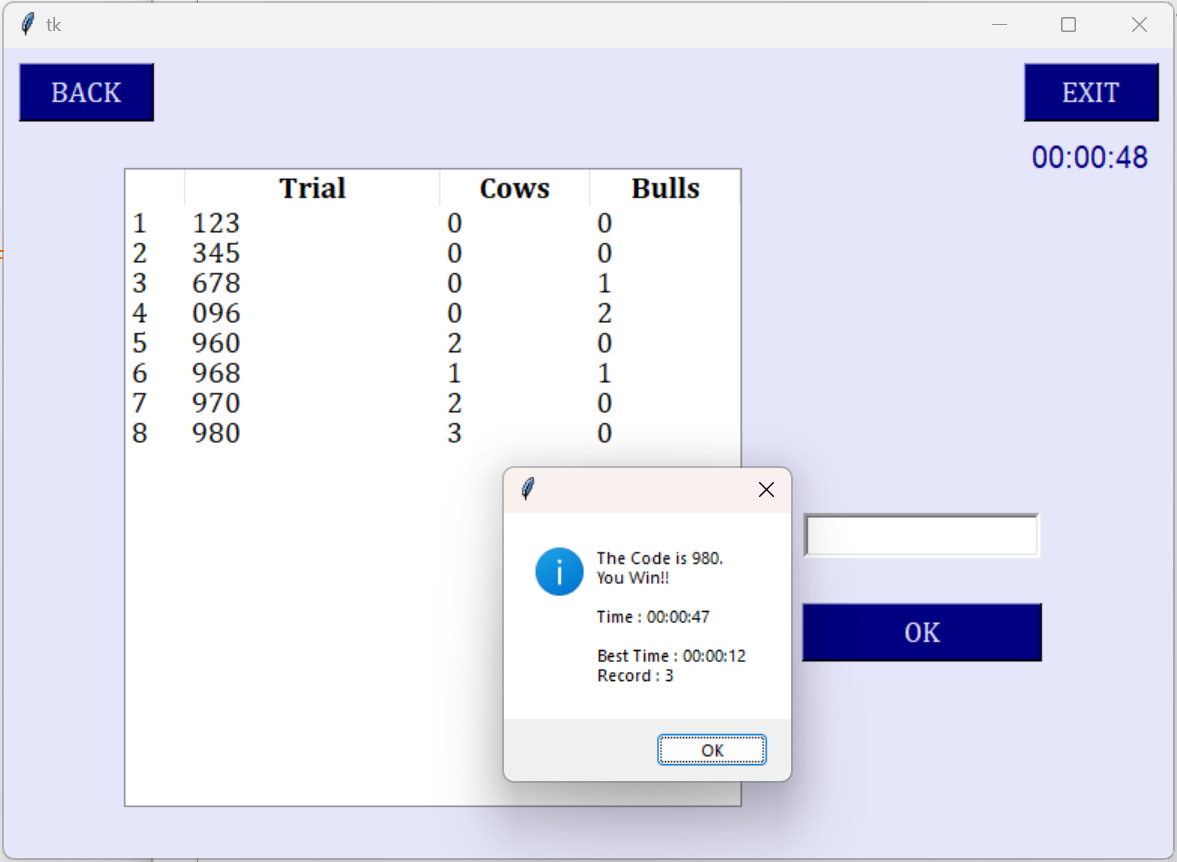 tk
BACK
EXIT
00:00:48
Trial Cows Bulls
1 123 0 0
2 345 0 0
3 678 0 1
4 096 0 2
5 960 2 0
6 968 1 1
7 970 2 0
8 980 3 0
The Code is 980.
You Win!!
Time : 00:00:47
Best Time : 00:00:12
Record : 3
OK
OK